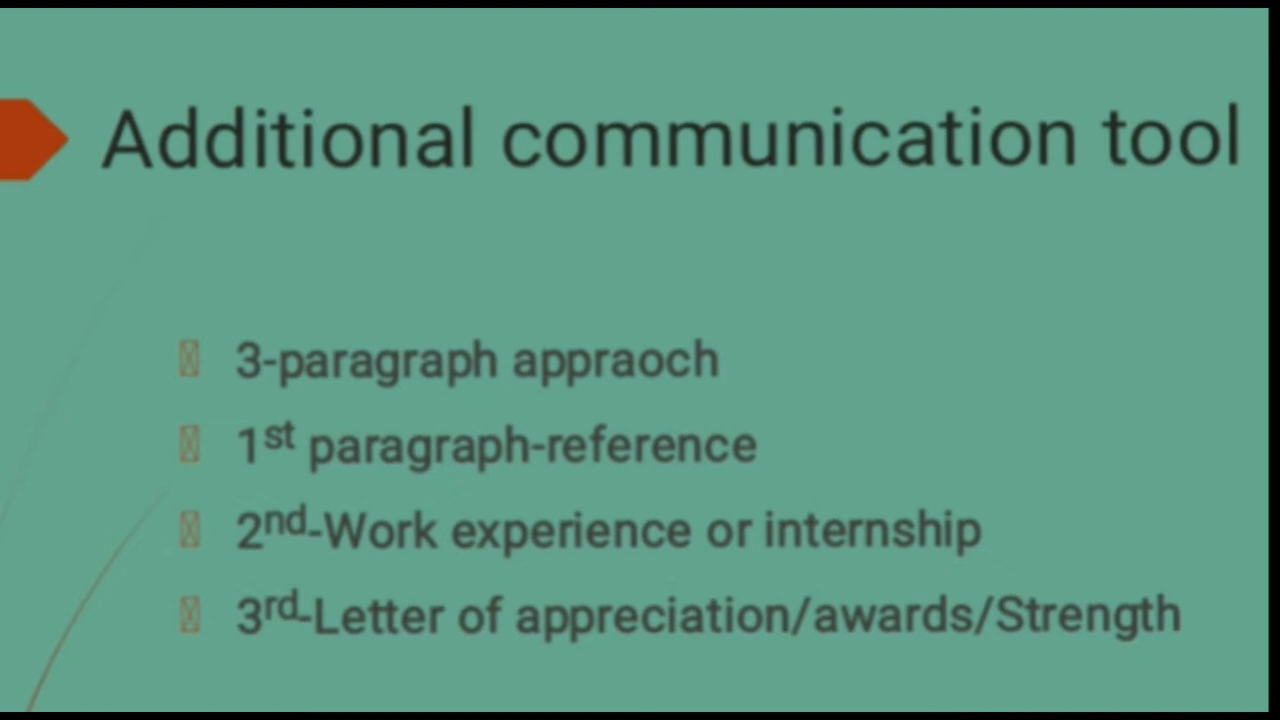 Additional communication tool
3-paragraph appraoch
1st paragraph-reference
2nd-Work experience or internship
3rd-Letter of appreciation/awards/Strength